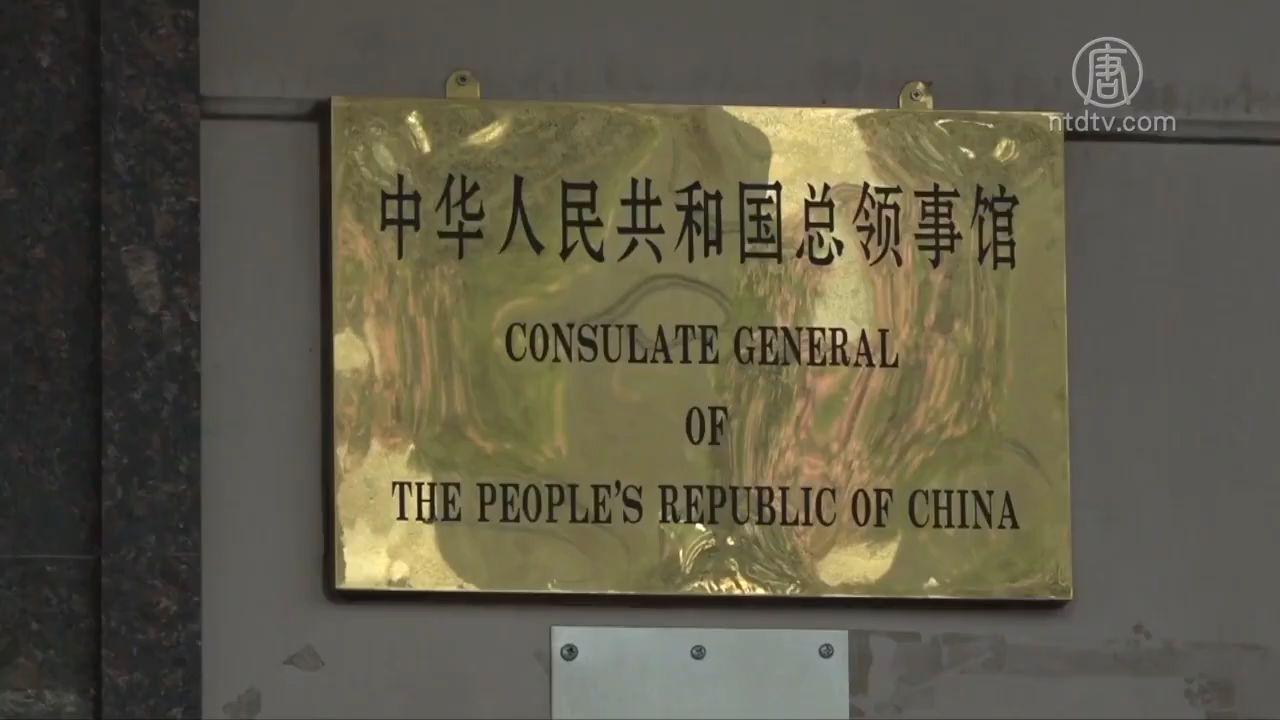 唐
ntdtv.com
中华人民共和国总领事馆
CONSULATE GENERAL
OF
THE PEOPLE'S REPUBLIC OF CHINA